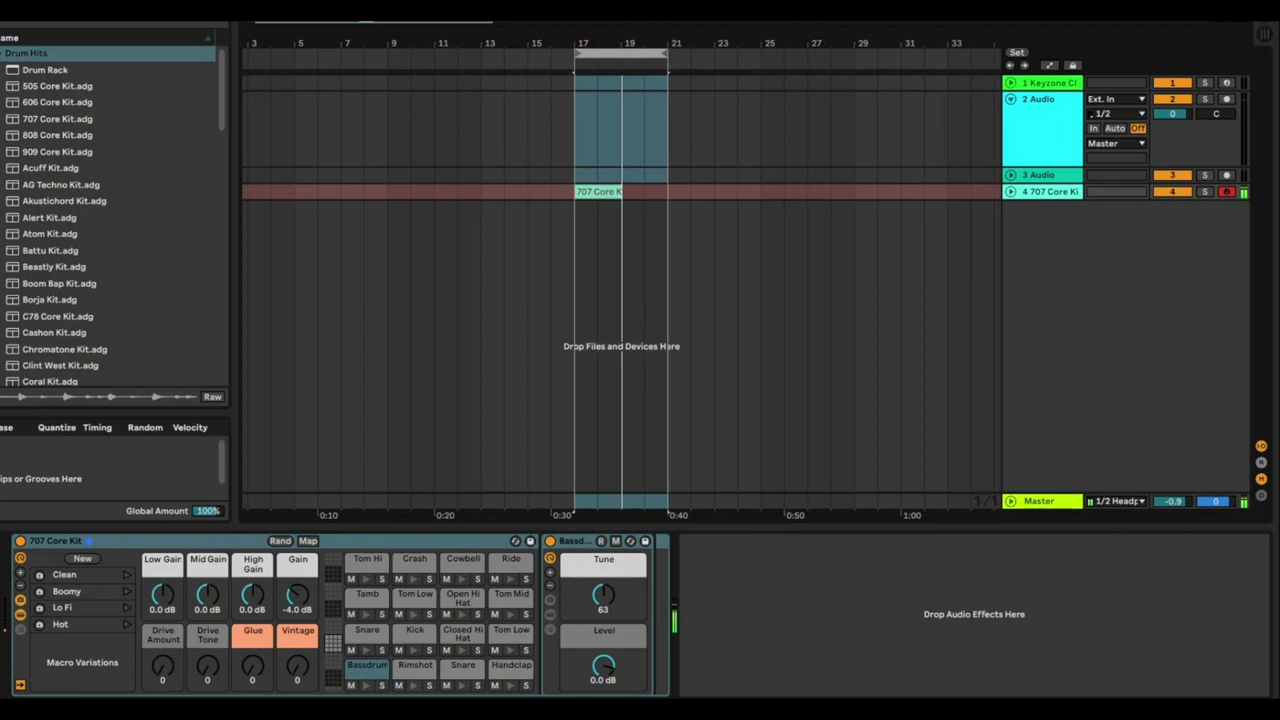 3 5 7 9 11 13 15 17 19 21 23 25 27 29 31 33
ame
Drum Hits
Drum Rack
505 Core Kit.adg
606 Core Kit.adg
707 Core Kit.adg
808 Core Kit.adg
909 Core Kit.adg
Acuff Kit.adg
AG Techno Kit.adg
Akustichord Kit.adg
Alert Kit.adg
Atom Kit.adg
Battu Kit.adg
Beastly Kit.adg
Boom Bap Kit.adg
Borja Kit.adg
C78 Core Kit.adg
Cashon Kit.adg
Chromatone Kit.adg
Clint West Kit.adg
Coral Kit.adg
Raw
ase Quantize Timing Random Velocity
ips or Grooves Here
Global Amount 100%
707 Core K
Drop Files and Devices Here
1/1
0:10 0:20 0:30 0:40 0:50 1:00
Set
1 Keyzone Cl 1 S
2 Audio Ext. In 2 S
1/2 0 C
In Auto Off
Master
3 Audio 3 S
4 707 Core Ki 4 S
Master 1/2 Head -0.9 0
707 Core Kit Rand Map
New
Clean
Boomy
Lo Fi
Hot
Macro Variations
Low Gain Mid Gain High Gain Gain
0.0 dB 0.0 dB 0.0 dB -4.0 dB
Drive Amount Drive Tone Glue Vintage
0 0 0 0
Tom Hi Crash Cowbell Ride
M S M S M S M S
Tamb Tom Low Open Hi Hat Tom Mid
M S M S M S M S
Snare Kick Closed Hi Hat Tom Low
M S M S M S M S
Bassdrum Rimshot Snare Handclap
M S M S M S M S
Bassd... R M
Tune
63
Level
0.0 dB
Drop Audio Effects Here